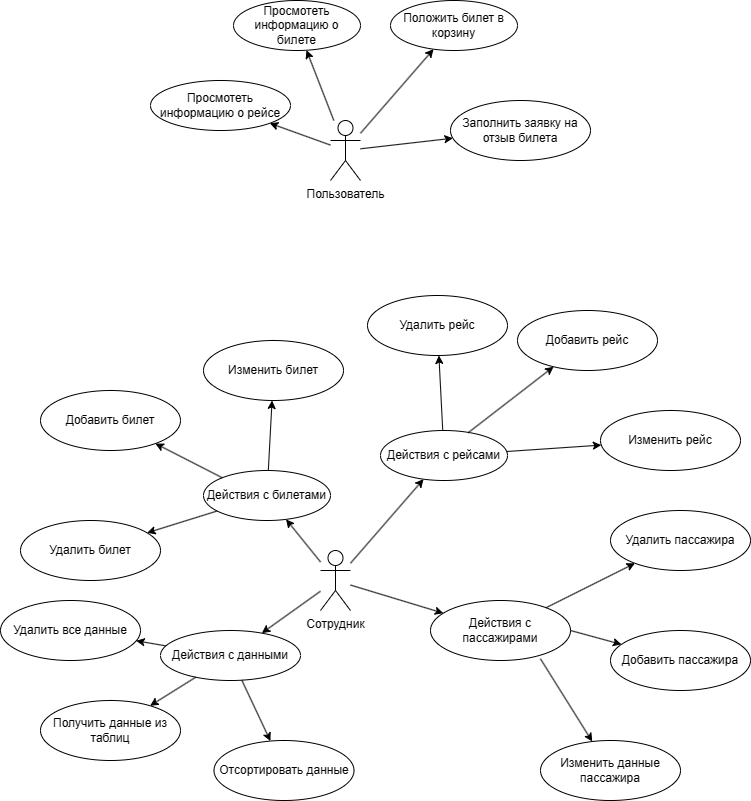 Просмотеть
информацию о
билете
Положить билет в
корзину
Просмотеть
информацию о рейсе
Заполнить заявку на
отзыв билета
Пользователь
Удалить рейс
Добавить рейс
Изменить билет
Добавить билет
Изменить рейс
Действия с рейсами
Действия с билетами
Удалить билет
Удалить пассажира
Сотрудник
Удалить все данные
Действия с
пассажирами
Действия с данными
Добавить пассажира
Получить данные из
таблиц
Отсортировать данные
Изменить данные
пассажира